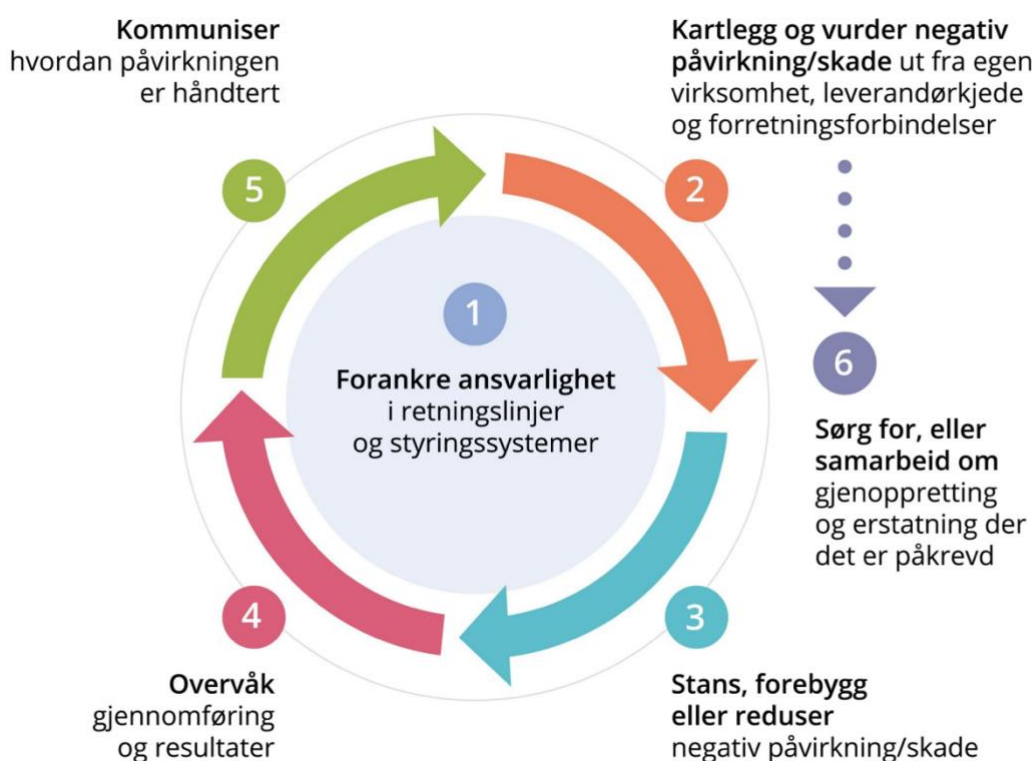 1
Forankre ansvarlighet
i retningslinjer
og styringssystemer
2
Kartlegg og vurder negativ
påvirkning/skade ut fra egen
virksomhet, leverandørkjede
og forretningsforbindelser
3
Stans, forebygg
eller reduser
negativ påvirkning/skade
4
Overvåk
gjennomføring
og resultater
5
Kommuniser
hvordan påvirkningen
er håndtert
6
Sørg for, eller
samarbeid om
gjenoppretting
og erstatning der
det er påkrevd